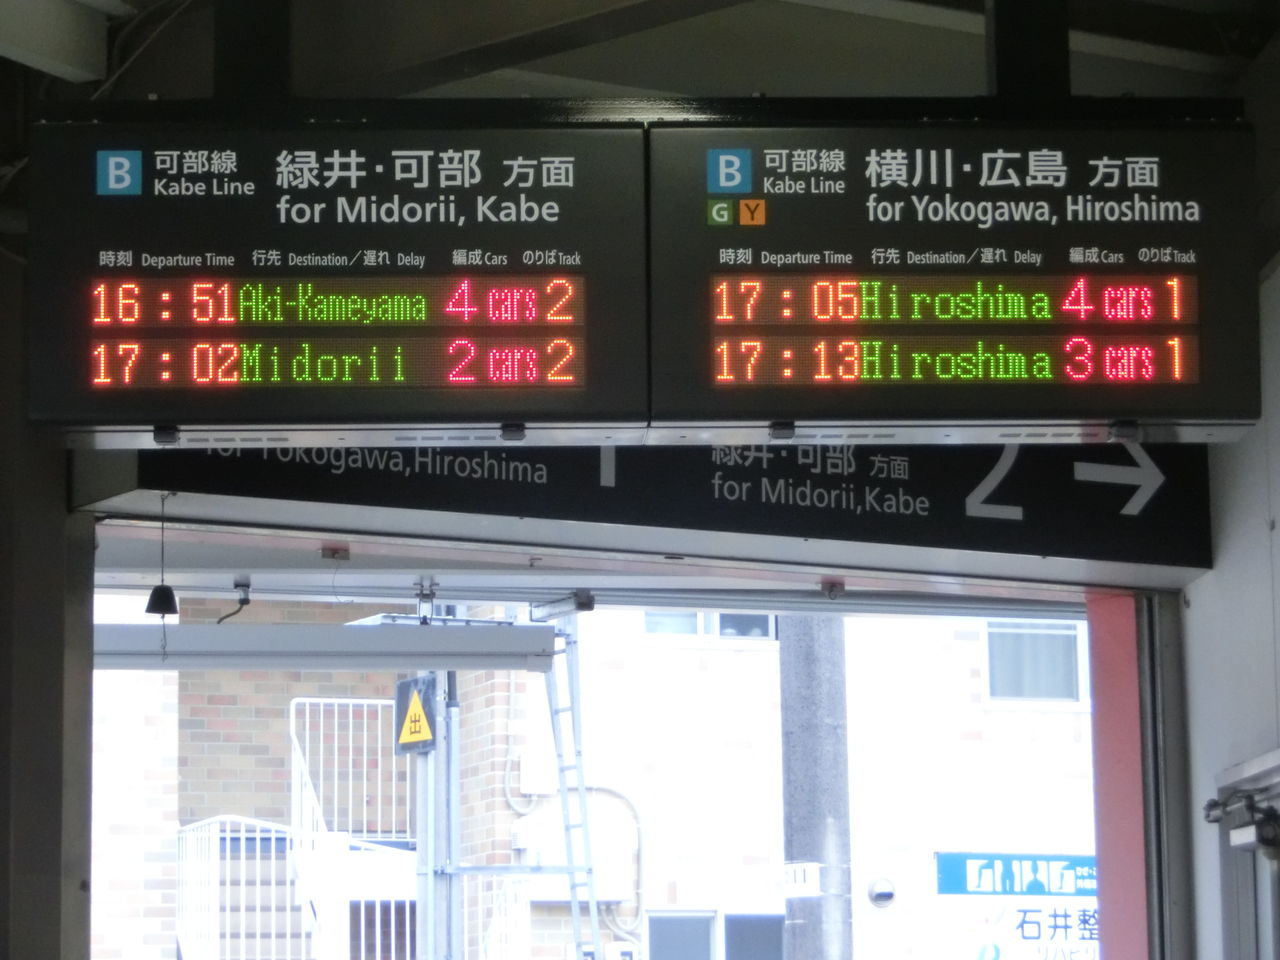 B 可部線 緑井・可部 方面
Kabe Line for Midorii, Kabe
時刻 Departure Time 行先 Destination／遅れ Delay 編成 Cars のりば Track
16：51 Aki-Kameyama 4 cars 2
17：02 Midorii 2 cars 2
B 可部線 横川・広島 方面
Kabe Line for Yokogawa, Hiroshima
G Y
時刻 Departure Time 行先 Destination／遅れ Delay 編成 Cars のりば Track
17：05 Hiroshima 4 cars 1
17：13 Hiroshima 3 cars 1
for Yokogawa,Hiroshima 1
緑井・可部 方面
for Midorii,Kabe 2 →
出
石井整
リハビリ